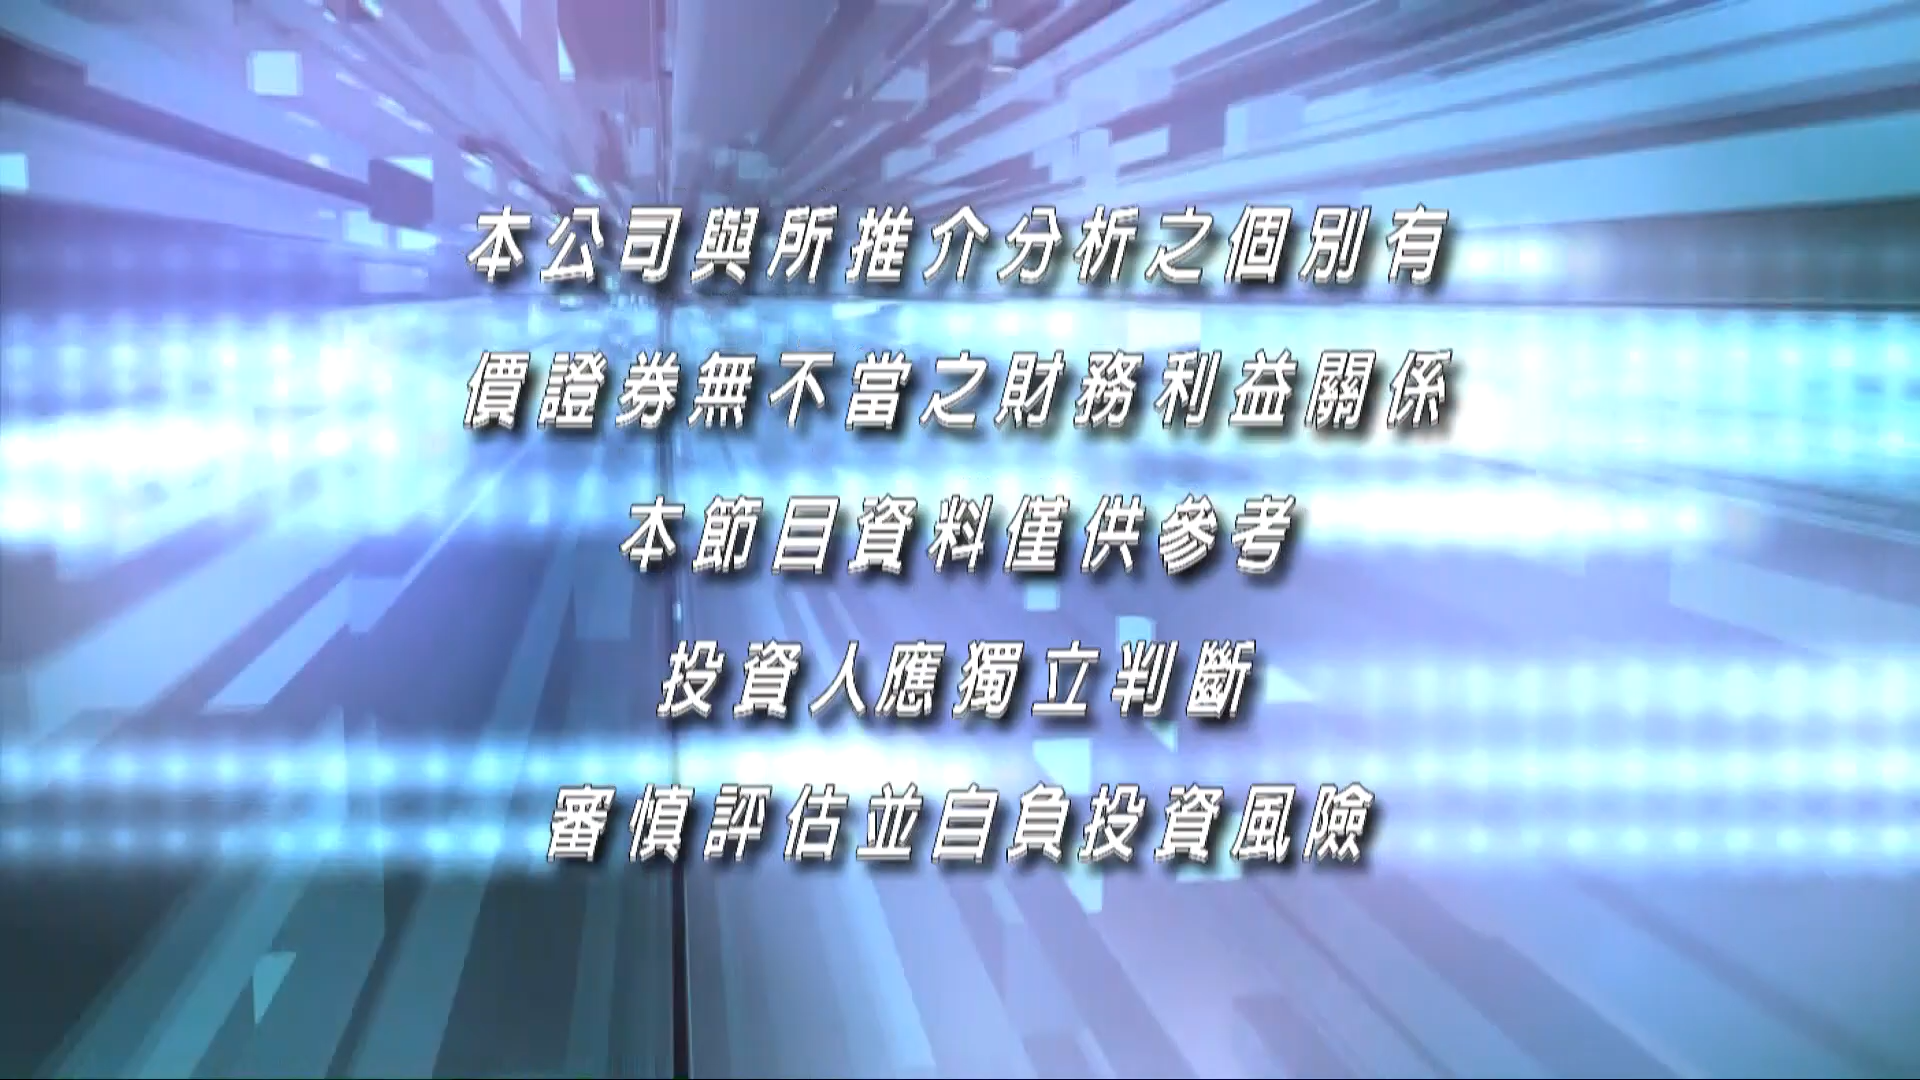 本公司與所推介分析之個別有
價證券無不當之財務利益關係
本節目資料僅供參考
投資人應獨立判斷
審慎評估並自負投資風險